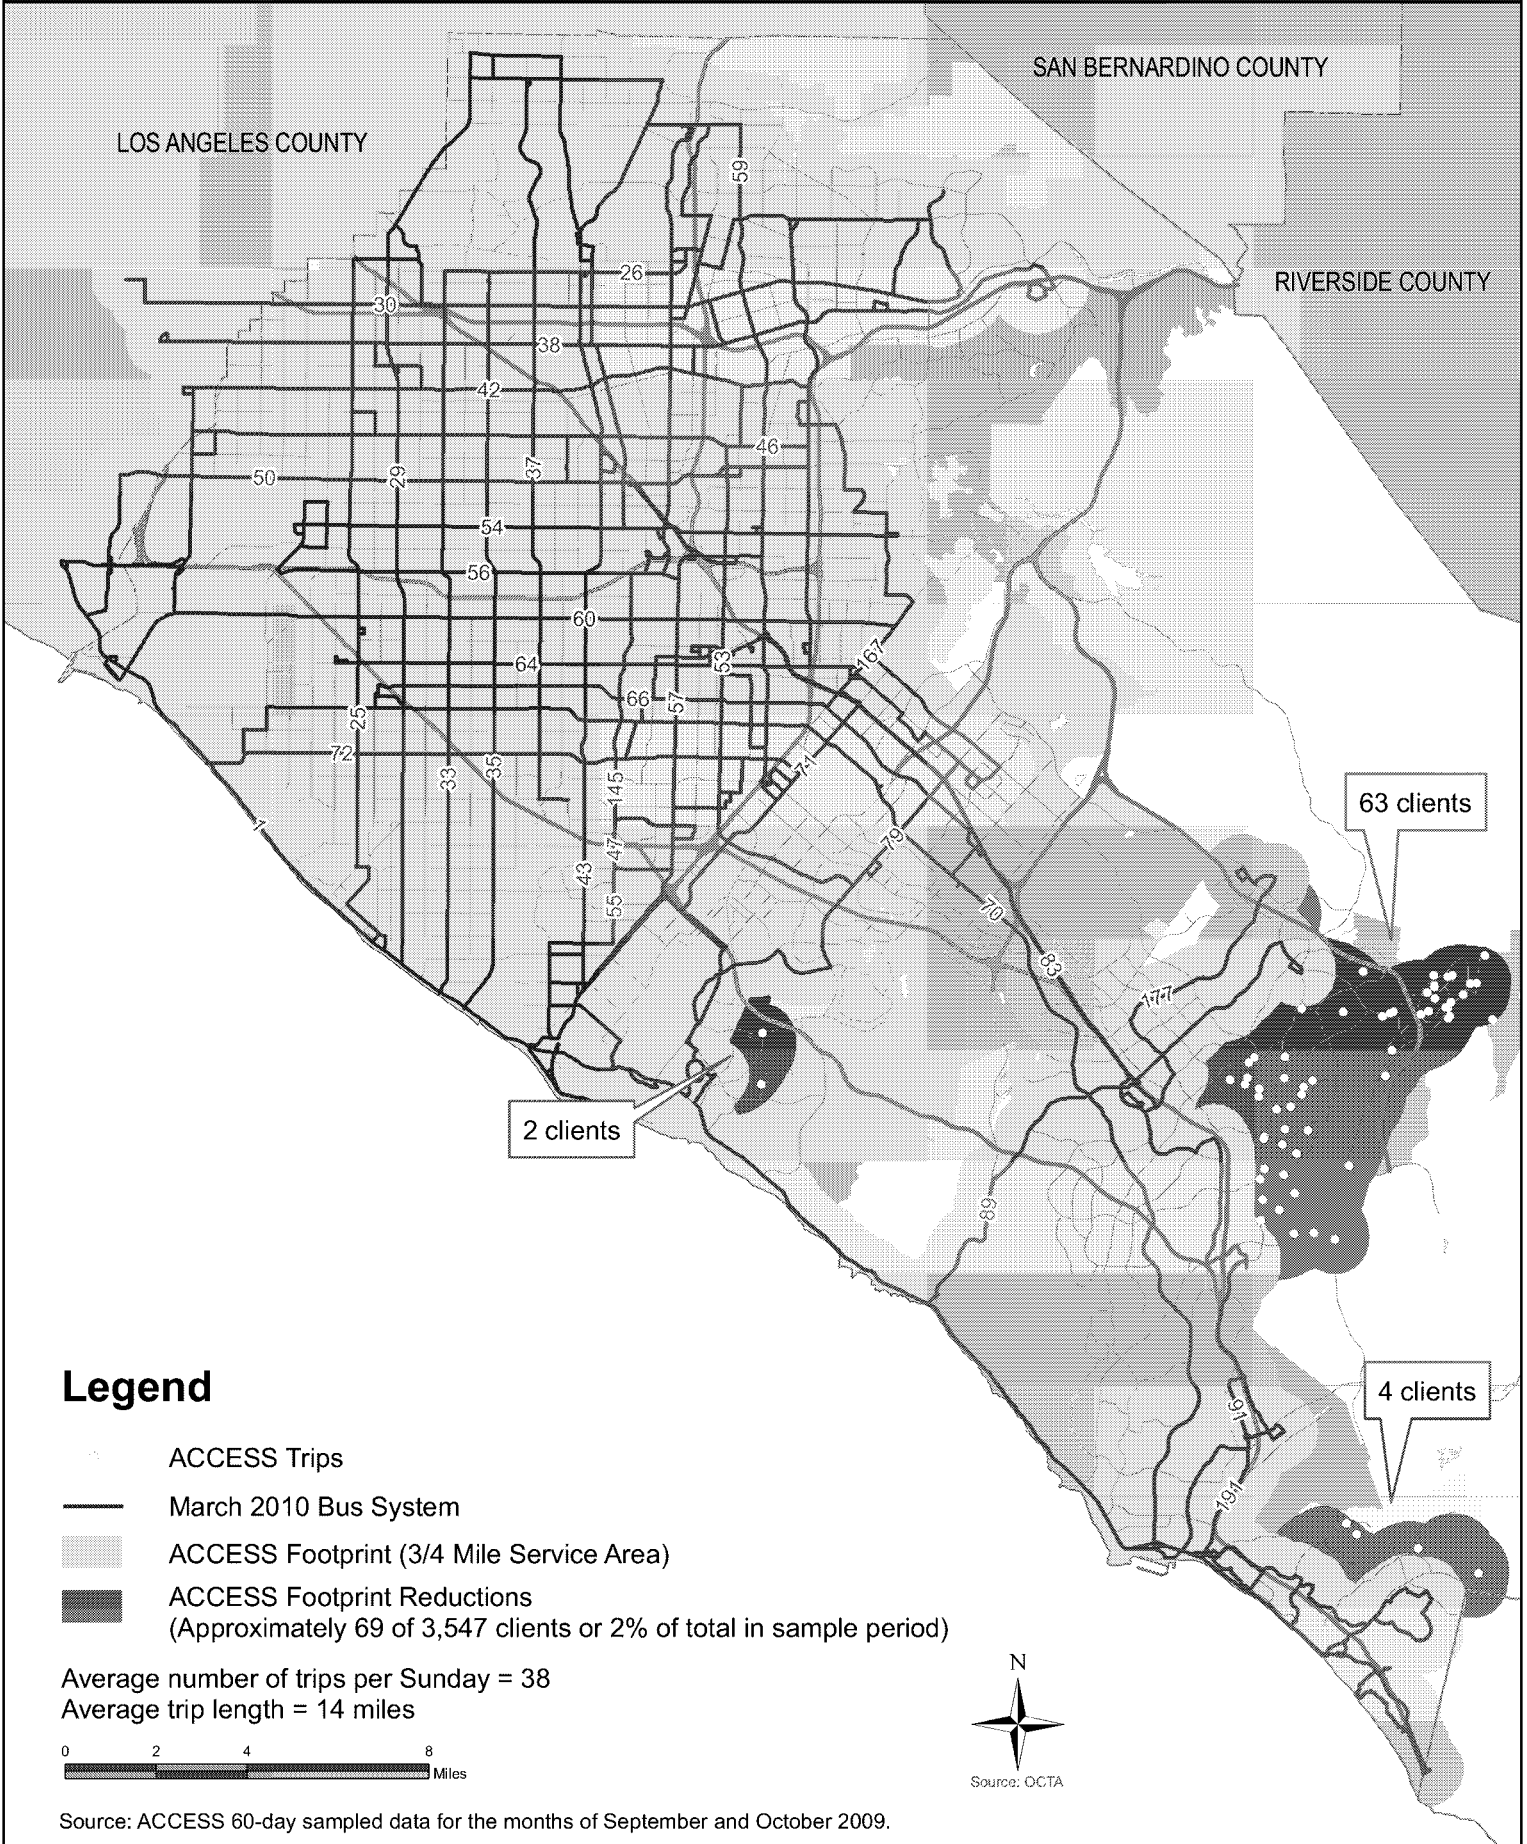 SAN BERNARDINO COUNTY
LOS ANGELES COUNTY
59
26
RIVERSIDE COUNTY
30
38
42
46
50
29
37
54
56
60
64
53
167
66
57
25
72
33
35
145
71
63 clients
1
79
47
43
55
70
83
177
2 clients
89
4 clients
91
191
Legend
ACCESS Trips
March 2010 Bus System
ACCESS Footprint (3/4 Mile Service Area)
ACCESS Footprint Reductions
(Approximately 69 of 3,547 clients or 2% of total in sample period)
Average number of trips per Sunday = 38
Average trip length = 14 miles
0 2 4 8
Miles
N
Source: OCTA
Source: ACCESS 60-day sampled data for the months of September and October 2009.